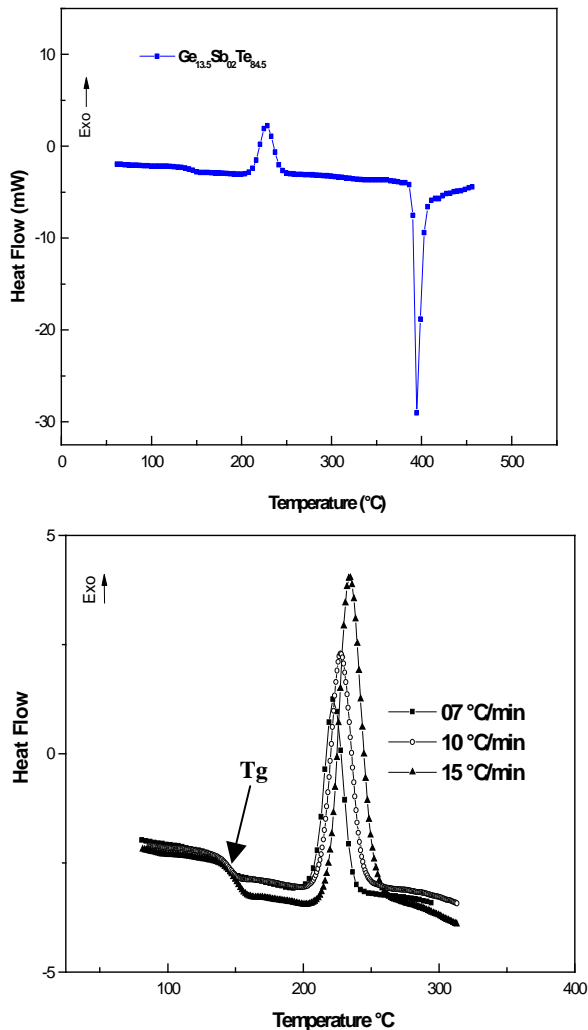 10
0
-10
-20
-30
Heat Flow (mW)
Exo
Ge13.5Sb02Te84.5
0
100
200
300
400
500
Temperature (°C)
5
0
-5
Heat Flow
Exo
Tg
07 °C/min
10 °C/min
15 °C/min
100
200
300
400
Temperature °C